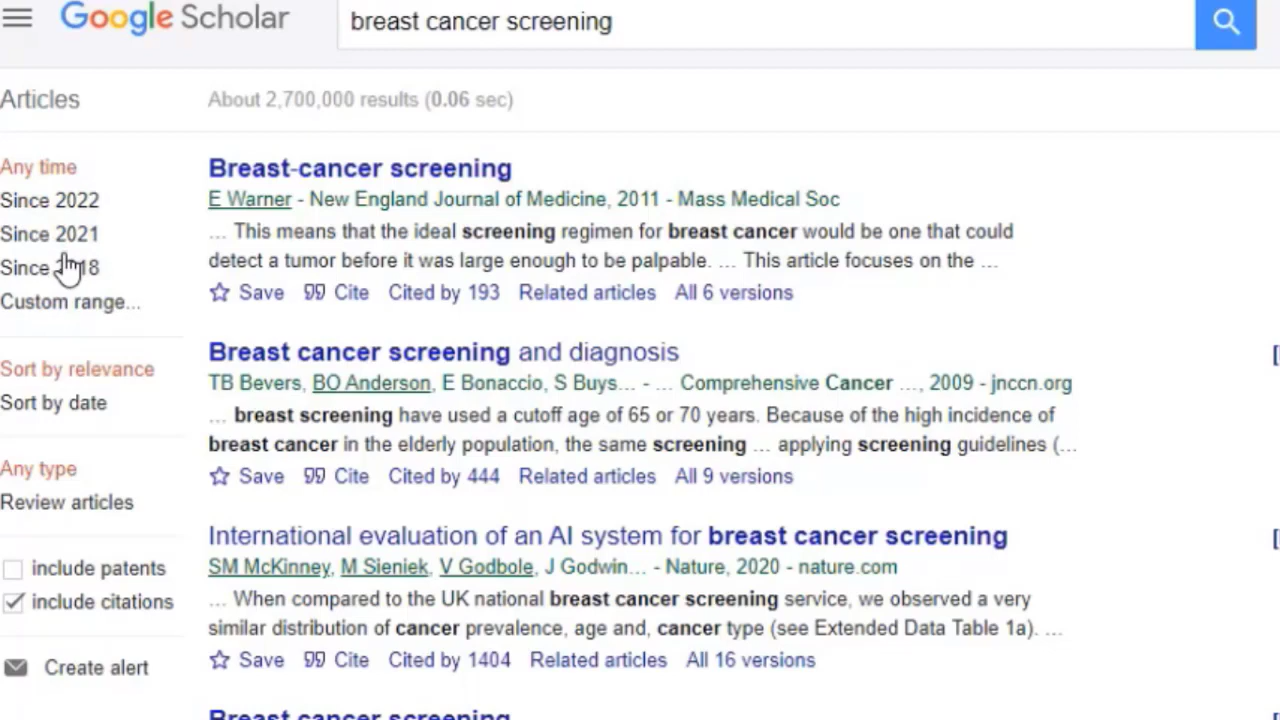 Google Scholar
breast cancer screening
Articles
About 2,700,000 results (0.06 sec)
Any time
Since 2022
Since 2021
Since 18
Custom range...
Sort by relevance
Sort by date
Any type
Review articles
include patents
include citations
Create alert
Breast-cancer screening
E Warner - New England Journal of Medicine, 2011 - Mass Medical Soc
... This means that the ideal screening regimen for breast cancer would be one that could
detect a tumor before it was large enough to be palpable. ... This article focuses on the ...
Save Cite Cited by 193 Related articles All 6 versions
Breast cancer screening and diagnosis
TB Bevers, BO Anderson, E Bonaccio, S Buys... - ... Comprehensive Cancer ..., 2009 - jnccn.org
... breast screening have used a cutoff age of 65 or 70 years. Because of the high incidence of
breast cancer in the elderly population, the same screening ... applying screening guidelines (...
Save Cite Cited by 444 Related articles All 9 versions
[
International evaluation of an AI system for breast cancer screening
SM McKinney, M Sieniek, V Godbole, J Godwin... - Nature, 2020 - nature.com
... When compared to the UK national breast cancer screening service, we observed a very
similar distribution of cancer prevalence, age and, cancer type (see Extended Data Table 1a). ...
Save Cite Cited by 1404 Related articles All 16 versions
[
Breast cancer screening